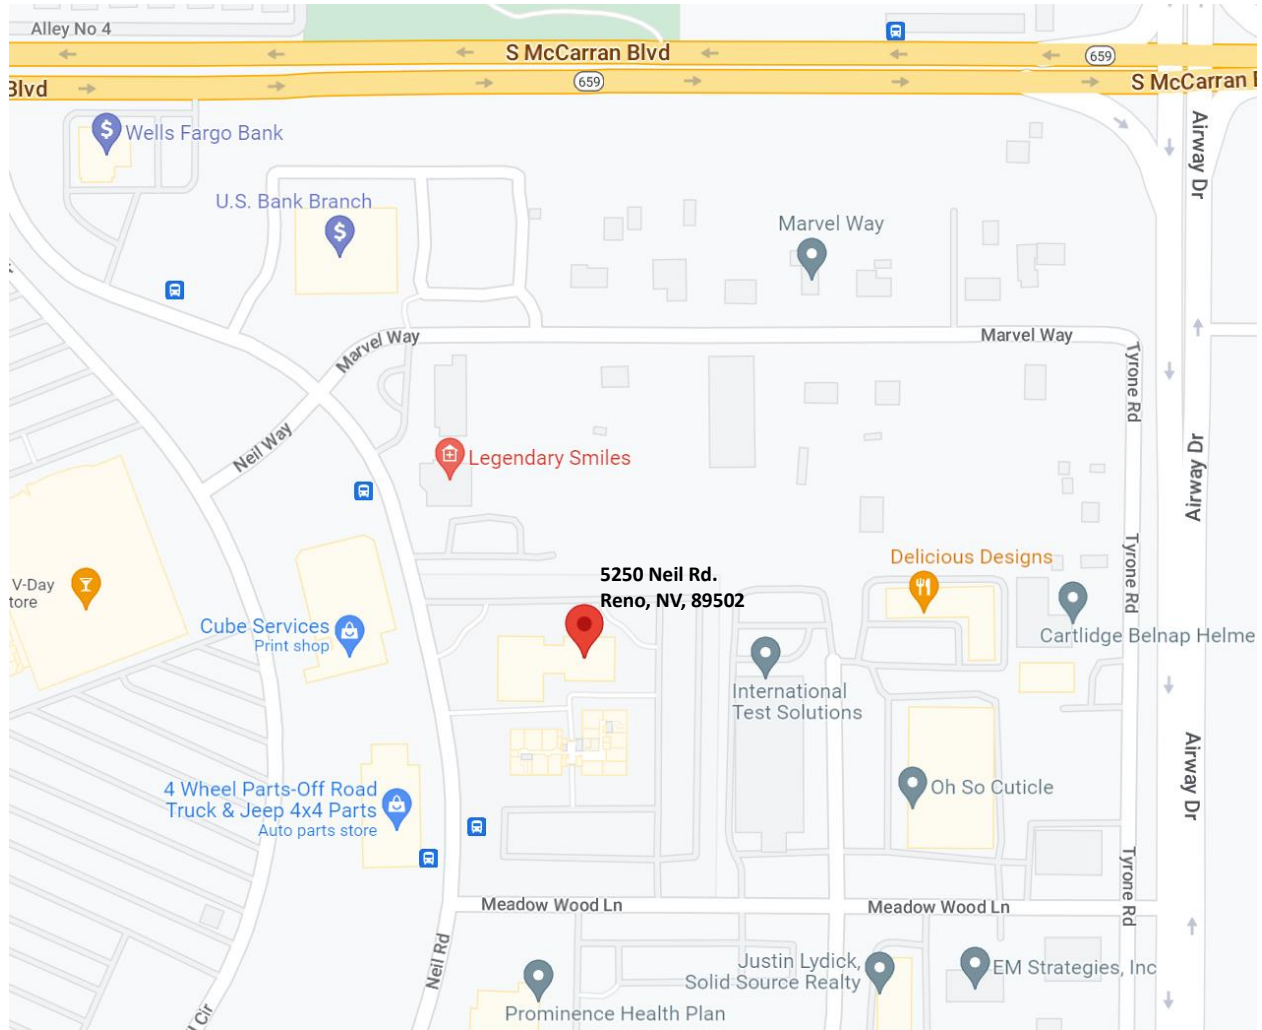 Alley No 4
S McCarran Blvd
659
Blvd
659
S McCarran
Wells Fargo Bank
Airway Dr
U.S. Bank Branch
Marvel Way
Marvel Way
Marvel Way
Tyrone Rd
Neil Way
Legendary Smiles
Airway Dr
Delicious Designs
5250 Neil Rd.
Reno, NV, 89502
V-Day
tore
Tyrone Rd
Cube Services
Print shop
Cartlidge Belnap Helme
International
Test Solutions
Airway Dr
4 Wheel Parts-Off Road
Truck & Jeep 4x4 Parts
Auto parts store
Oh So Cuticle
Tyrone Rd
Meadow Wood Ln
Meadow Wood Ln
Neil Rd
Justin Lydick,
Solid Source Realty
EM Strategies, Inc
Prominence Health Plan
Cir